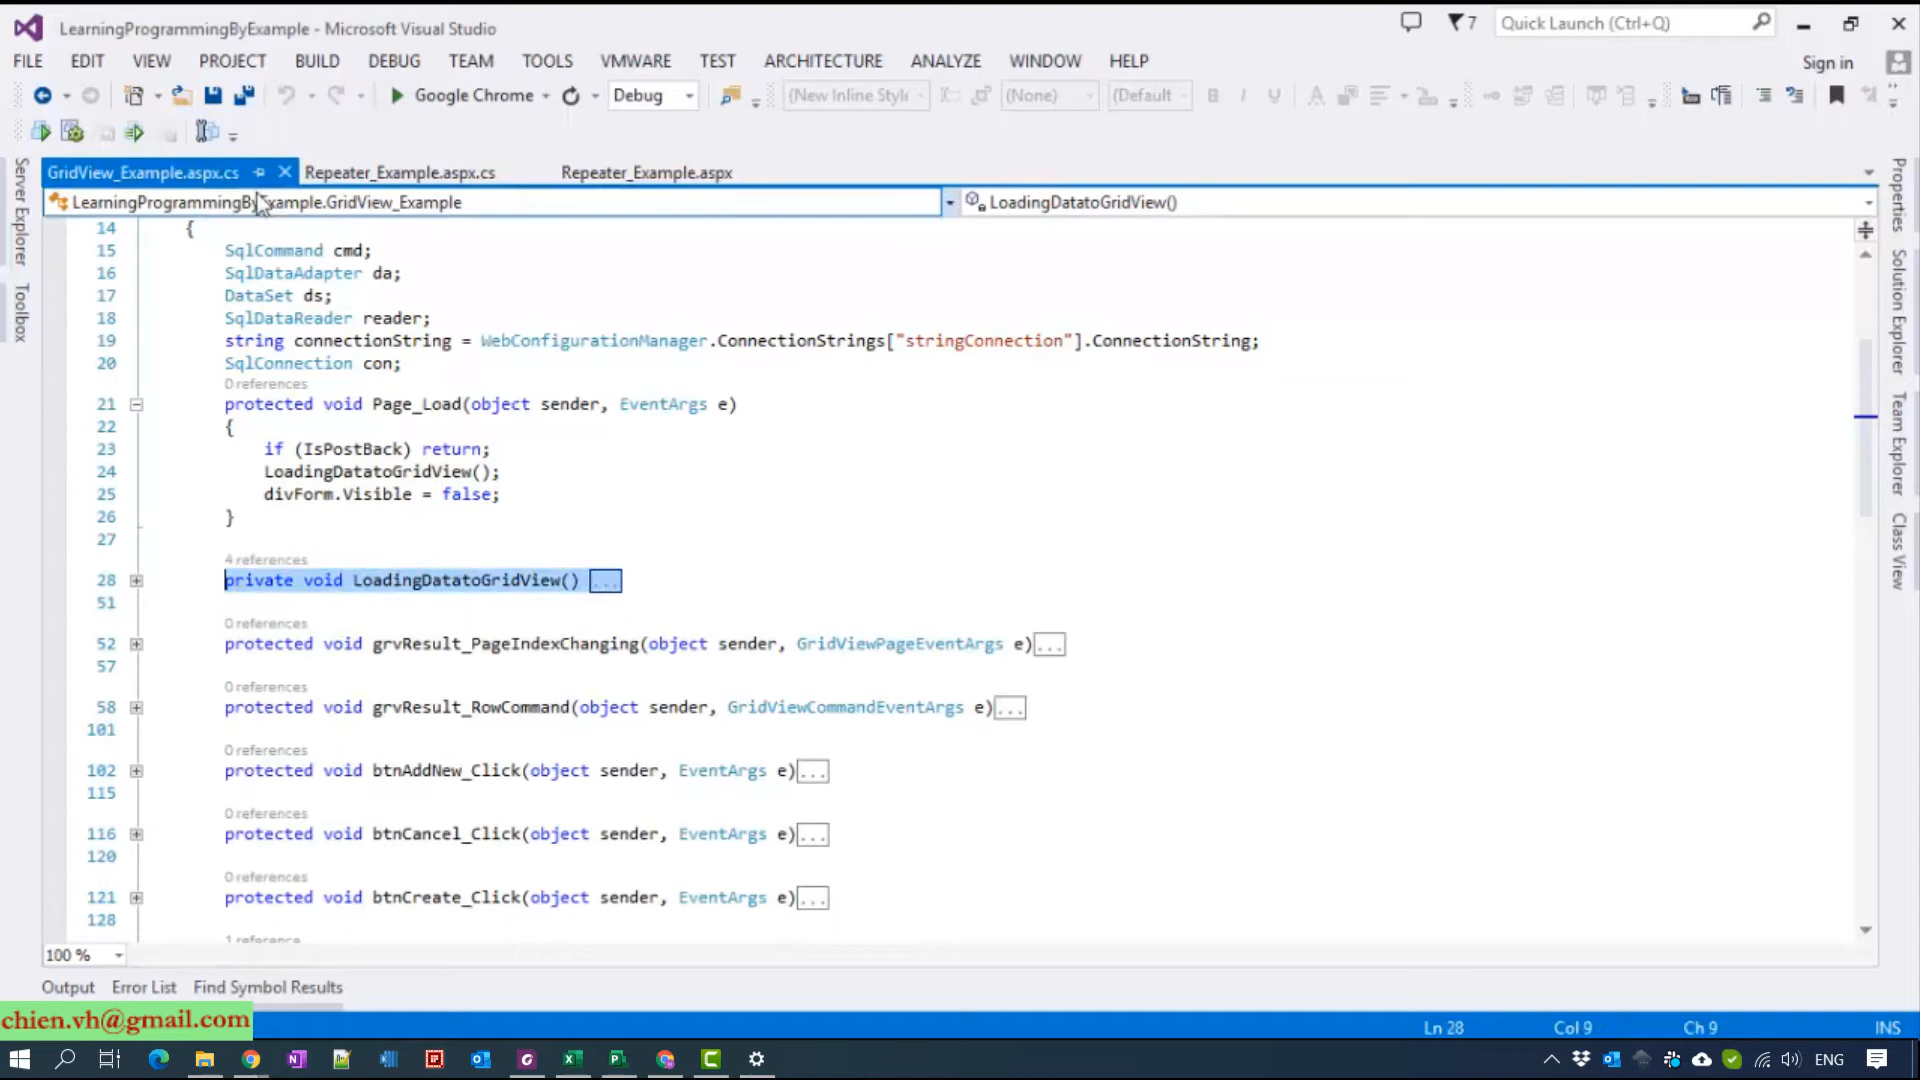 LearningProgrammingByExample - Microsoft Visual Studio
7
Quick Launch (Ctrl+Q)
FILE EDIT VIEW PROJECT BUILD DEBUG TEAM TOOLS VMWARE TEST ARCHITECTURE ANALYZE WINDOW HELP
Sign in
Google Chrome
Debug
(New Inline Style
(None)
(Default
GridView_Example.aspx.cs
Repeater_Example.aspx.cs
Repeater_Example.aspx
LearningProgrammingByExample.GridView_Example
LoadingDatatoGridView()
Server Explorer
Toolbox
Properties
Solution Explorer
Team Explorer
Class View
14 {
15 SqlCommand cmd;
16 SqlDataAdapter da;
17 DataSet ds;
18 SqlDataReader reader;
19 string connectionString = WebConfigurationManager.ConnectionStrings["stringConnection"].ConnectionString;
20 SqlConnection con;
0 references
21 protected void Page_Load(object sender, EventArgs e)
22 {
23 if (IsPostBack) return;
24 LoadingDatatoGridView();
25 divForm.Visible = false;
26 }
27
4 references
28 private void LoadingDatatoGridView() ...
51
0 references
52 protected void grvResult_PageIndexChanging(object sender, GridViewPageEventArgs e)...
57
0 references
58 protected void grvResult_RowCommand(object sender, GridViewCommandEventArgs e)...
101
0 references
102 protected void btnAddNew_Click(object sender, EventArgs e)...
115
0 references
116 protected void btnCancel_Click(object sender, EventArgs e)...
120
0 references
121 protected void btnCreate_Click(object sender, EventArgs e)...
128
1 reference
100 %
Output Error List Find Symbol Results
chien.vh@gmail.com
Ln 28 Col 9 Ch 9 INS
ENG